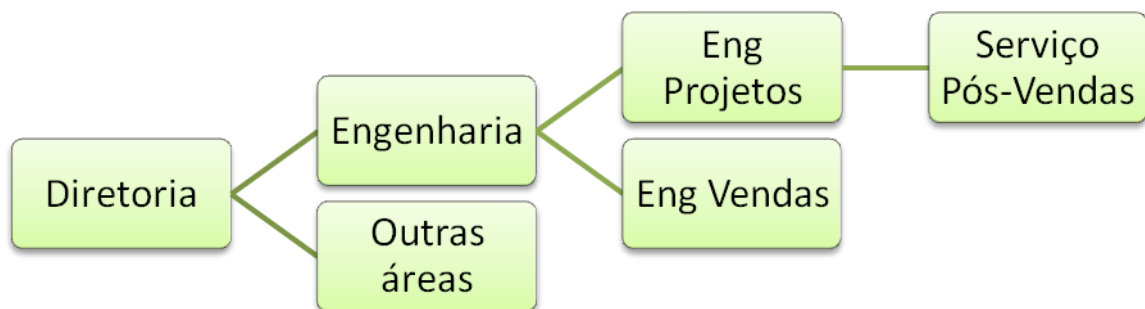 Diretoria
Engenharia
Outras
áreas
Eng
Projetos
Eng Vendas
Serviço
Pós-Vendas